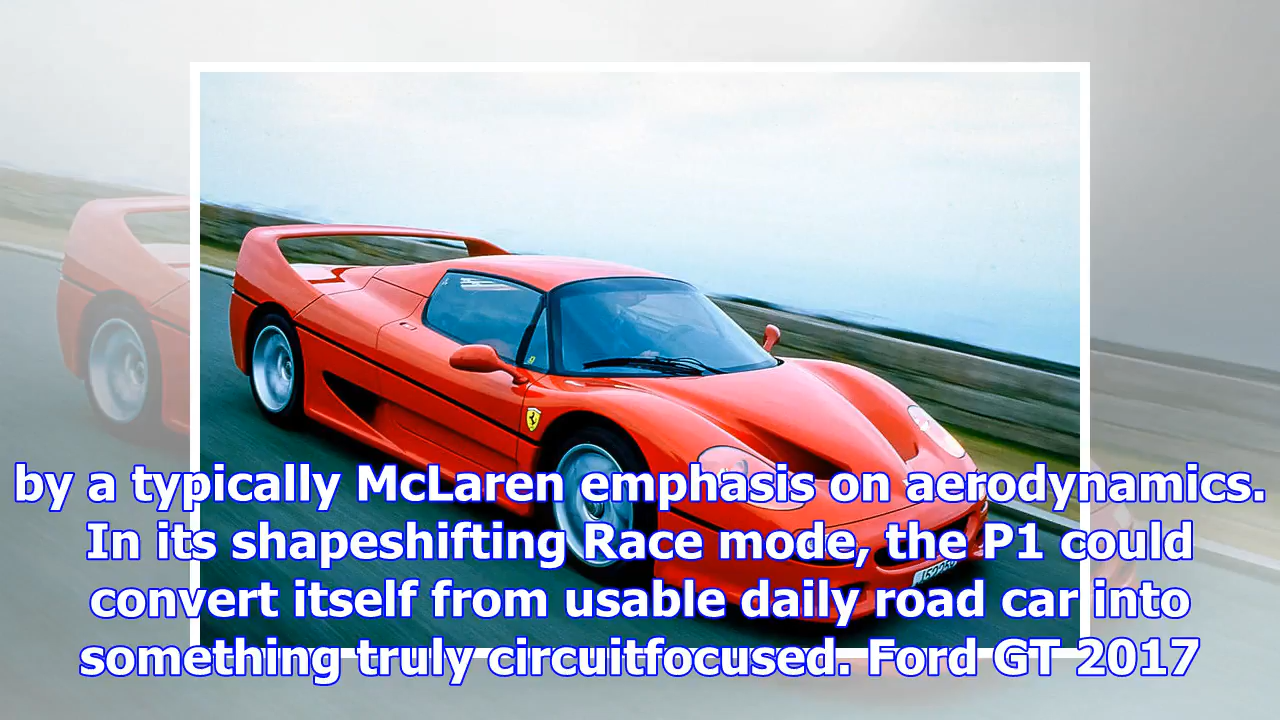 by a typically McLaren emphasis on aerodynamics.
In its shapeshifting Race mode, the P1 could
convert itself from usable daily road car into
something truly circuitfocused. Ford GT 2017